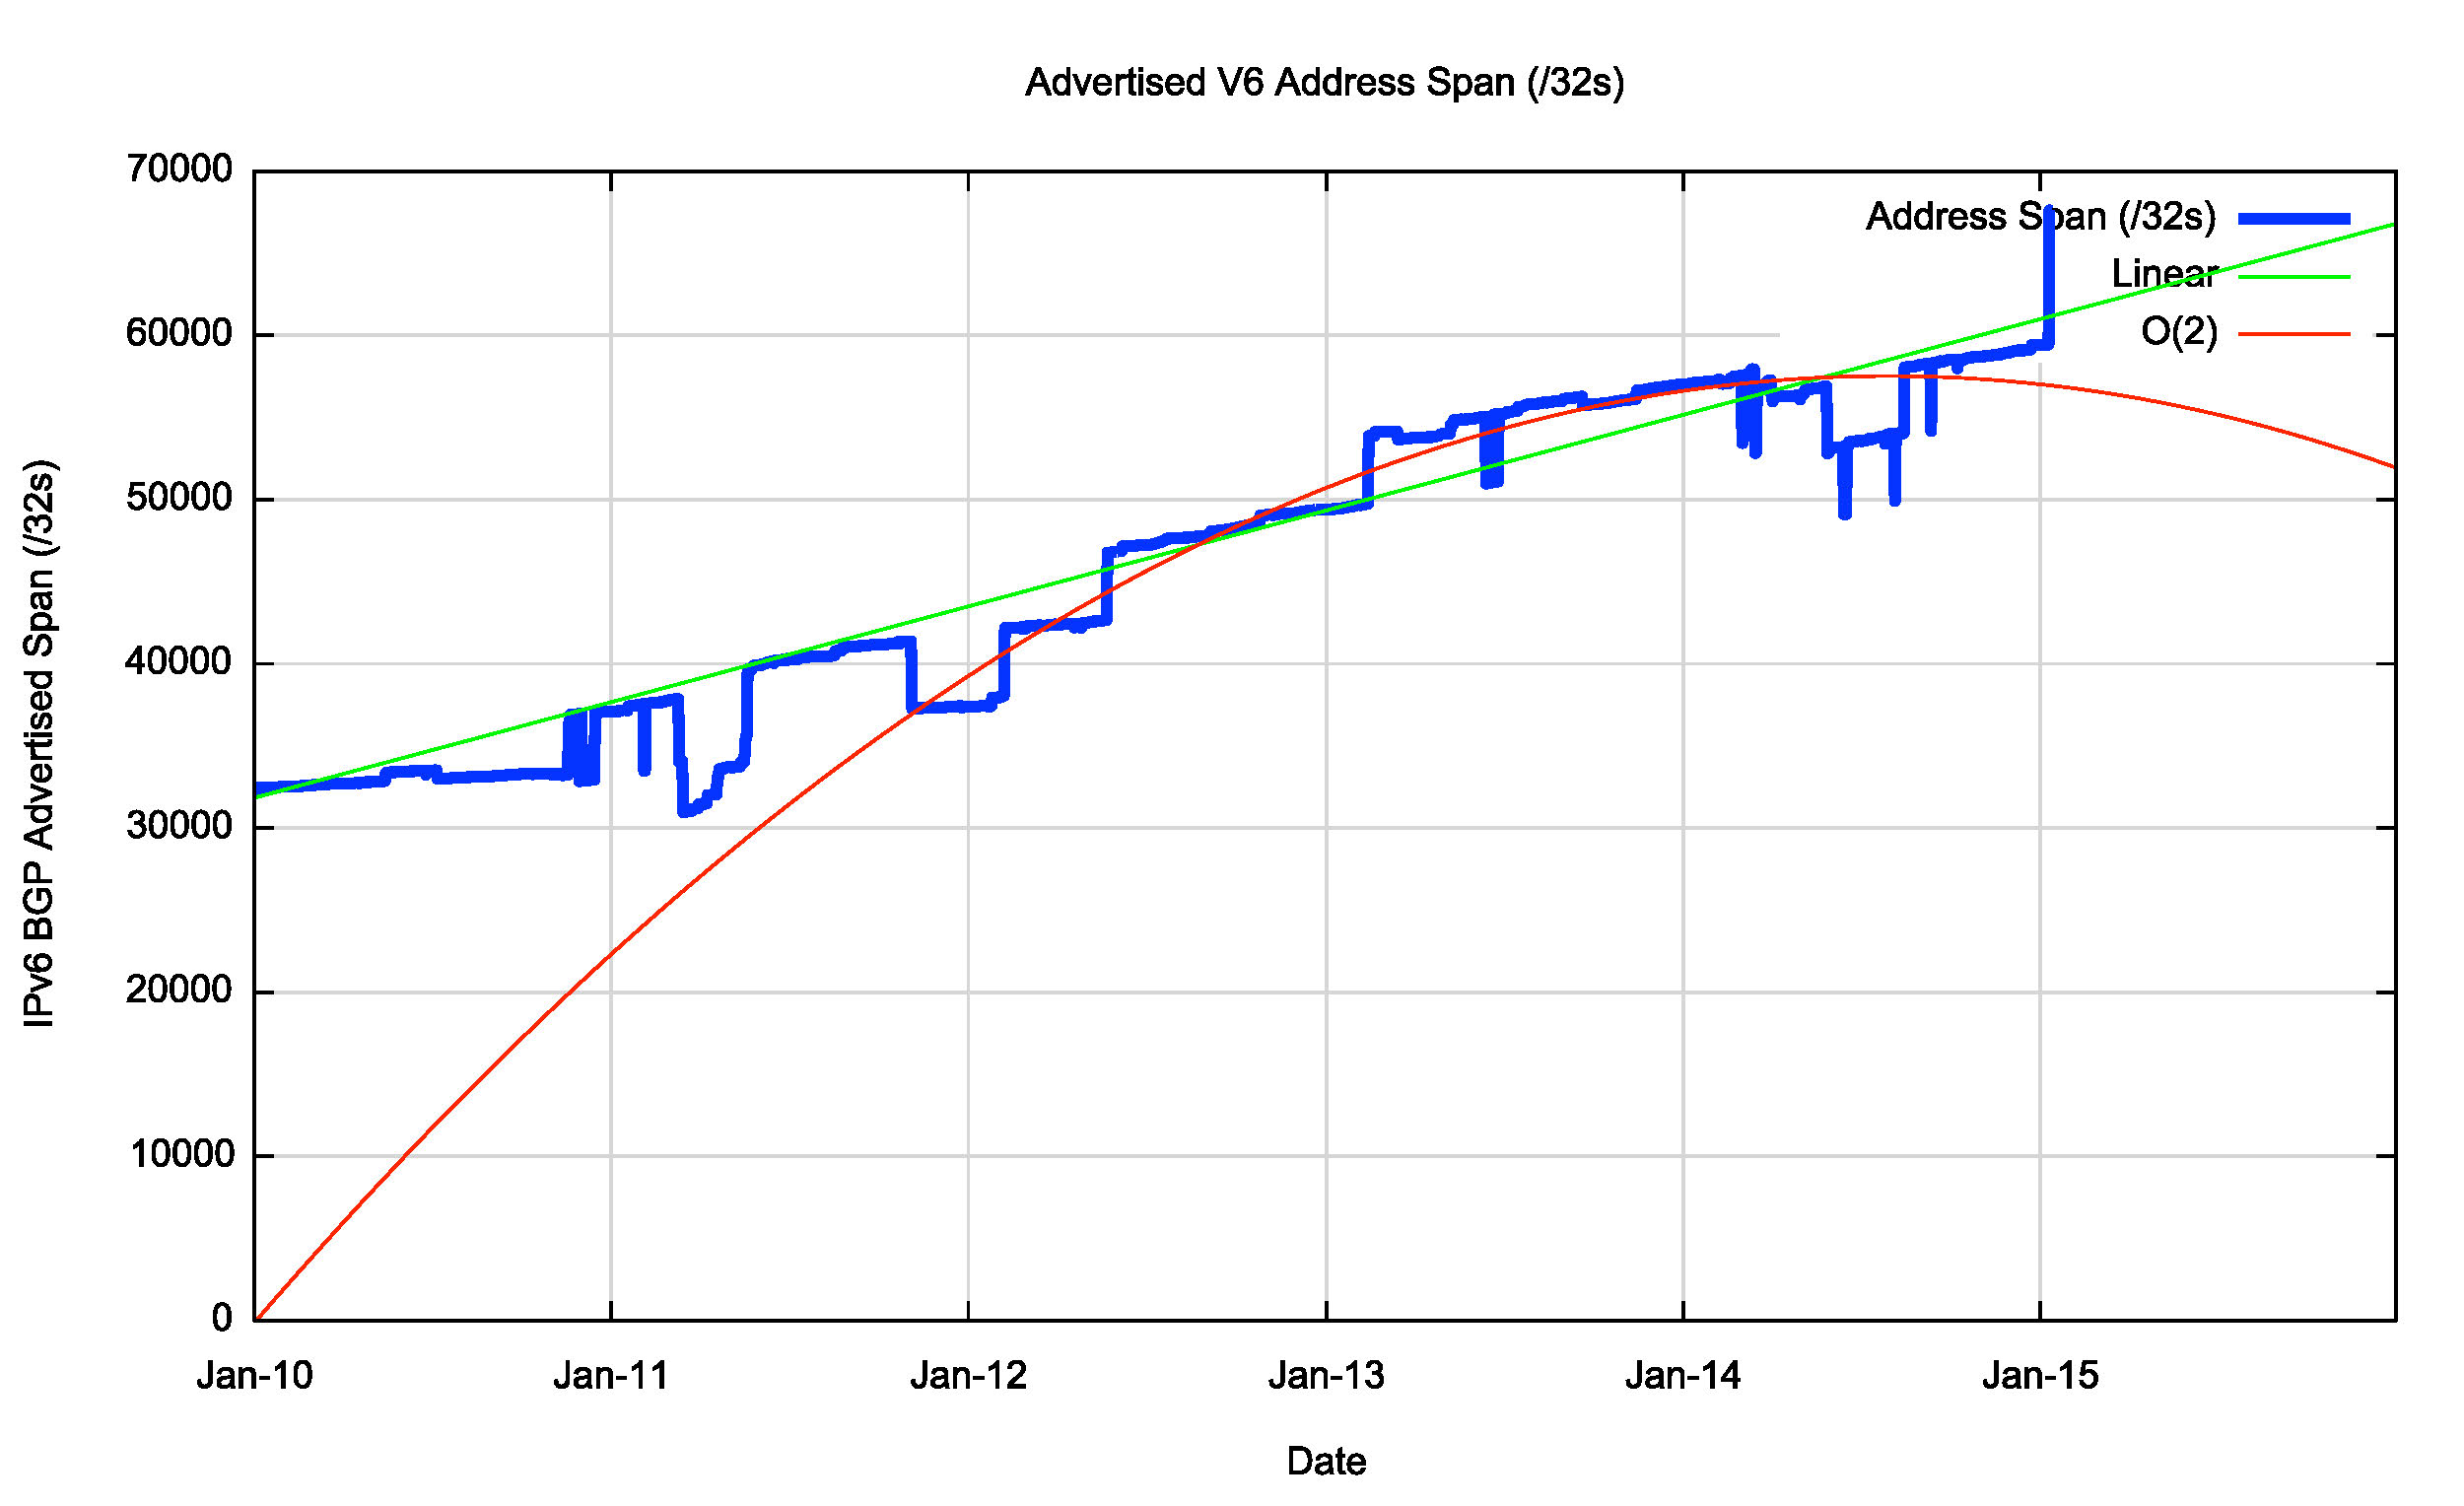 Advertised V6 Address Span (/32s)
70000
60000
50000
40000
30000
20000
10000
0
IPv6 BGP Advertised Span (/32s)
Address Span (/32s)
Linear
O(2)
Jan-10 Jan-11 Jan-12 Jan-13 Jan-14 Jan-15
Date